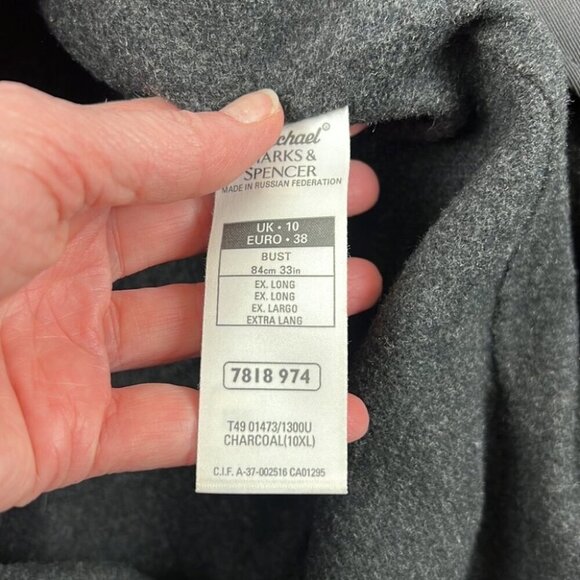 MARKS &
SPENCER
MADE IN RUSSIAN FEDERATION
UK • 10
EURO • 38
BUST
84cm 33in
EX. LONG
EX. LONG
EX. LARGO
EXTRA LANG
7818 974
T49 01473/1300U
CHARCOAL(10XL)
C.I.F. A-37-002516 CA01295